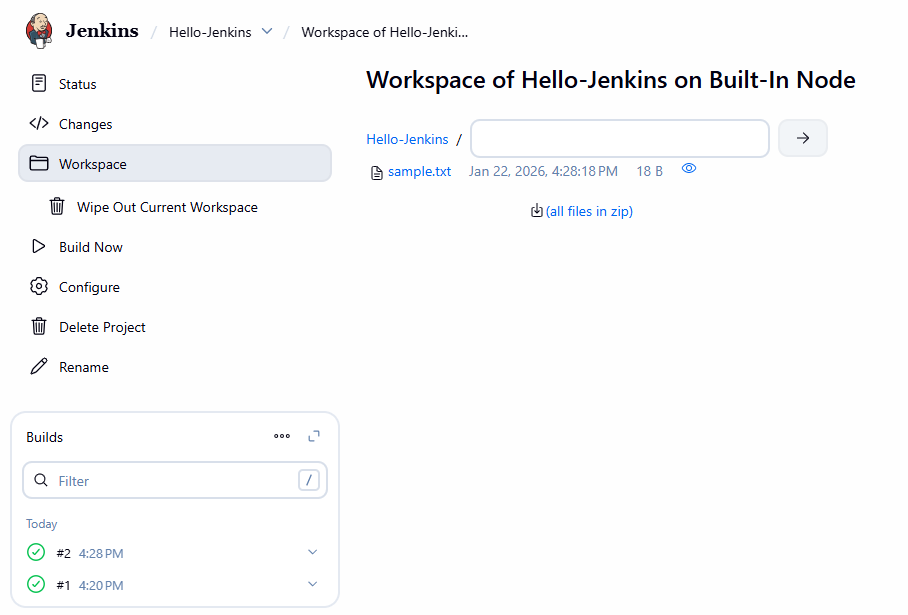 Jenkins / Hello-Jenkins / Workspace of Hello-Jenki...
Status
Changes
Workspace
Wipe Out Current Workspace
Build Now
Configure
Delete Project
Rename
Builds
Filter /
Today
#2 4:28 PM
#1 4:20 PM
Workspace of Hello-Jenkins on Built-In Node
Hello-Jenkins /
sample.txt Jan 22, 2026, 4:28:18 PM 18 B
(all files in zip)